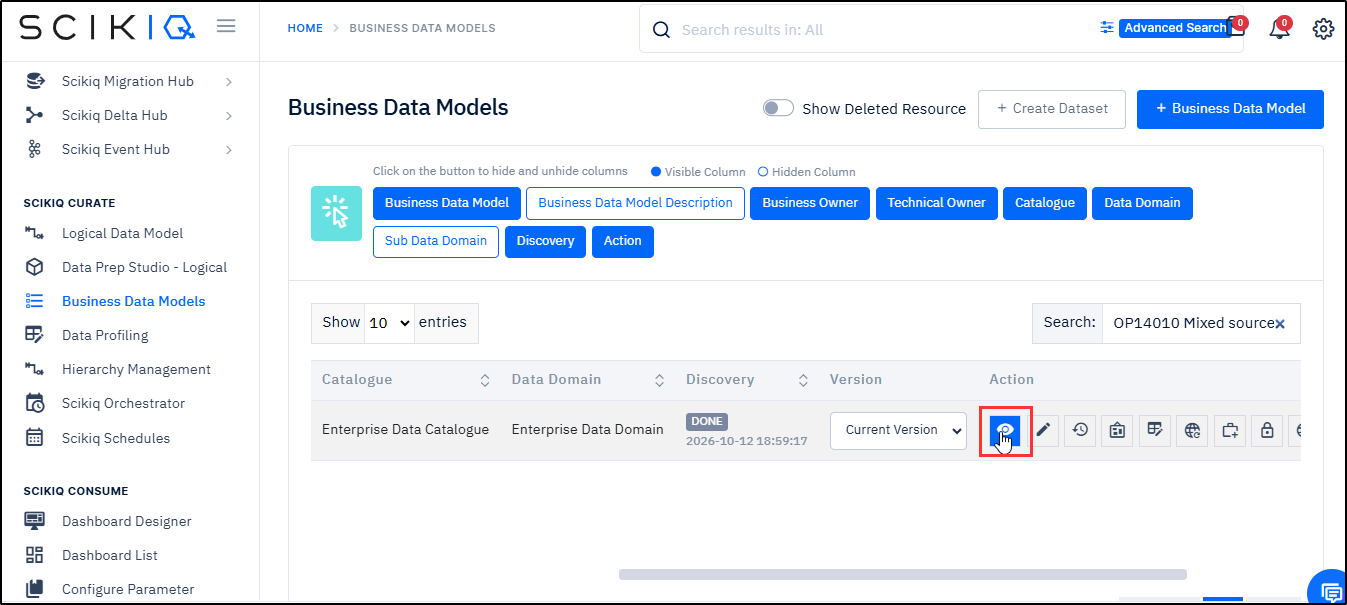 SCIKIQ
HOME > BUSINESS DATA MODELS
Search results in: All
Advanced Search
0
0
Scikiq Migration Hub
Scikiq Delta Hub
Scikiq Event Hub
SCIKIQ CURATE
Logical Data Model
Data Prep Studio - Logical
Business Data Models
Data Profiling
Hierarchy Management
Scikiq Orchestrator
Scikiq Schedules
SCIKIQ CONSUME
Dashboard Designer
Dashboard List
Configure Parameter
Business Data Models
Show Deleted Resource
+ Create Dataset
+ Business Data Model
Click on the button to hide and unhide columns
Visible Column
Hidden Column
Business Data Model
Business Data Model Description
Business Owner
Technical Owner
Catalogue
Data Domain
Sub Data Domain
Discovery
Action
Show 10 entries
Search: OP14010 Mixed source
Catalogue Data Domain Discovery Version Action
Enterprise Data Catalogue Enterprise Data Domain DONE Current Version
2026-10-12 18:59:17